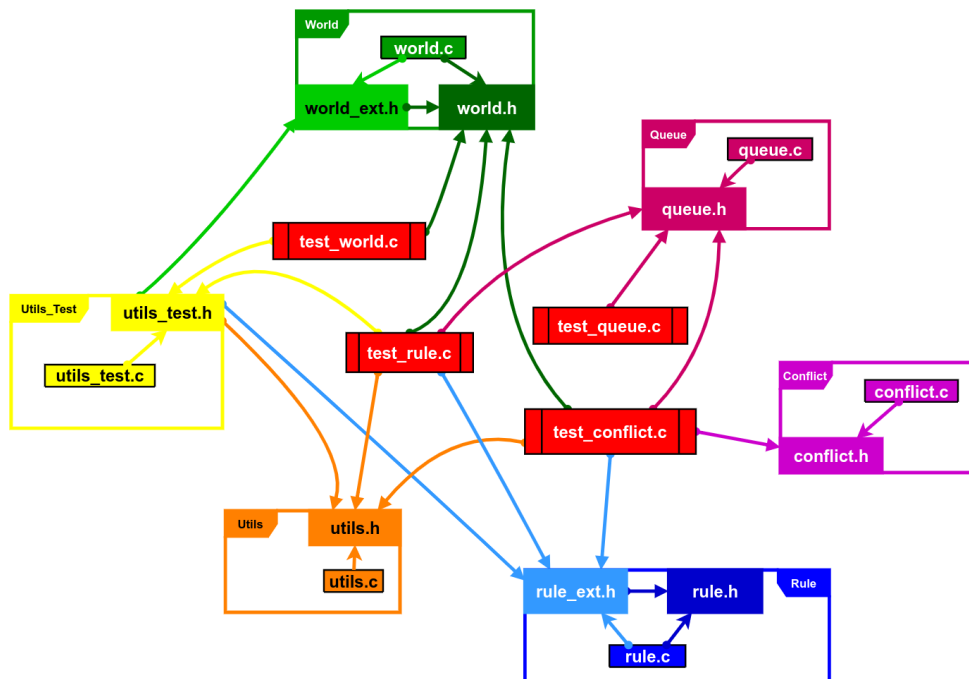 World
world.c
world_ext.h
world.h
Queue
queue.c
queue.h
test_world.c
Utils_Test
utils_test.h
test_queue.c
test_rule.c
utils_test.c
Conflict
conflict.c
test_conflict.c
conflict.h
Utils
utils.h
utils.c
rule_ext.h
rule.h
Rule
rule.c